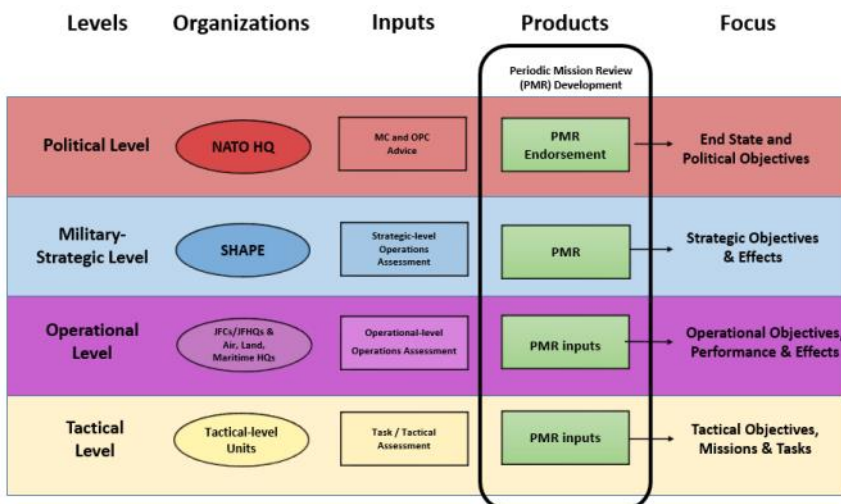 Levels Organizations Inputs Products Focus
Periodic Mission Review
(PMR) Development
Political Level
NATO HQ
MC and OPC
Advice
PMR
Endorsement
End State and
Political Objectives
Military-
Strategic Level
SHAPE
Strategic-level
Operations
Assessment
PMR
Strategic Objectives
& Effects
Operational
Level
JFCs/JFHQs &
Air, Land,
Maritime HQs
Operational-level
Operations Assessment
PMR inputs
Operational Objectives,
Performance & Effects
Tactical
Level
Tactical-level
Units
Task / Tactical
Assessment
PMR inputs
Tactical Objectives,
Missions & Tasks